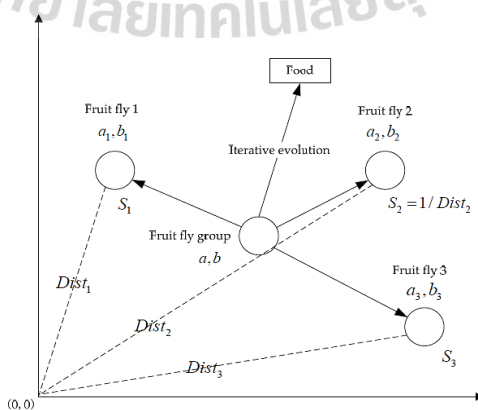 Food
Fruit fly 1
a₁,b₁
Fruit fly 2
a₂,b₂
Iterative evolution
S₁
S₂ = 1/Dist₂
Fruit fly group
a,b
Fruit fly 3
a₃,b₃
Dist₁
Dist₂
Dist₃
S₃
(0, 0)